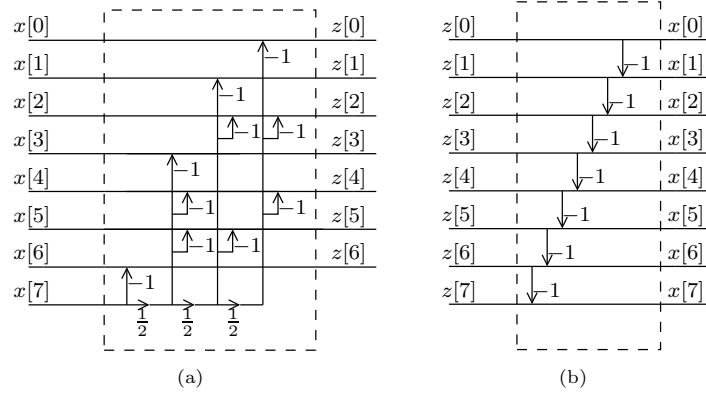 x[0] z[0] z[0] x[0]
−1 −1
x[1] z[1] z[1] x[1]
−1 −1
x[2] z[2] z[2] x[2]
−1 −1 −1
x[3] z[3] z[3] x[3]
−1 −1
x[4] z[4] z[4] x[4]
−1 −1 −1
x[5] z[5] z[5] x[5]
−1 −1 −1
x[6] z[6] z[6] x[6]
−1 −1
x[7] z[7] x[7]
1/2 1/2 1/2
(a) (b)